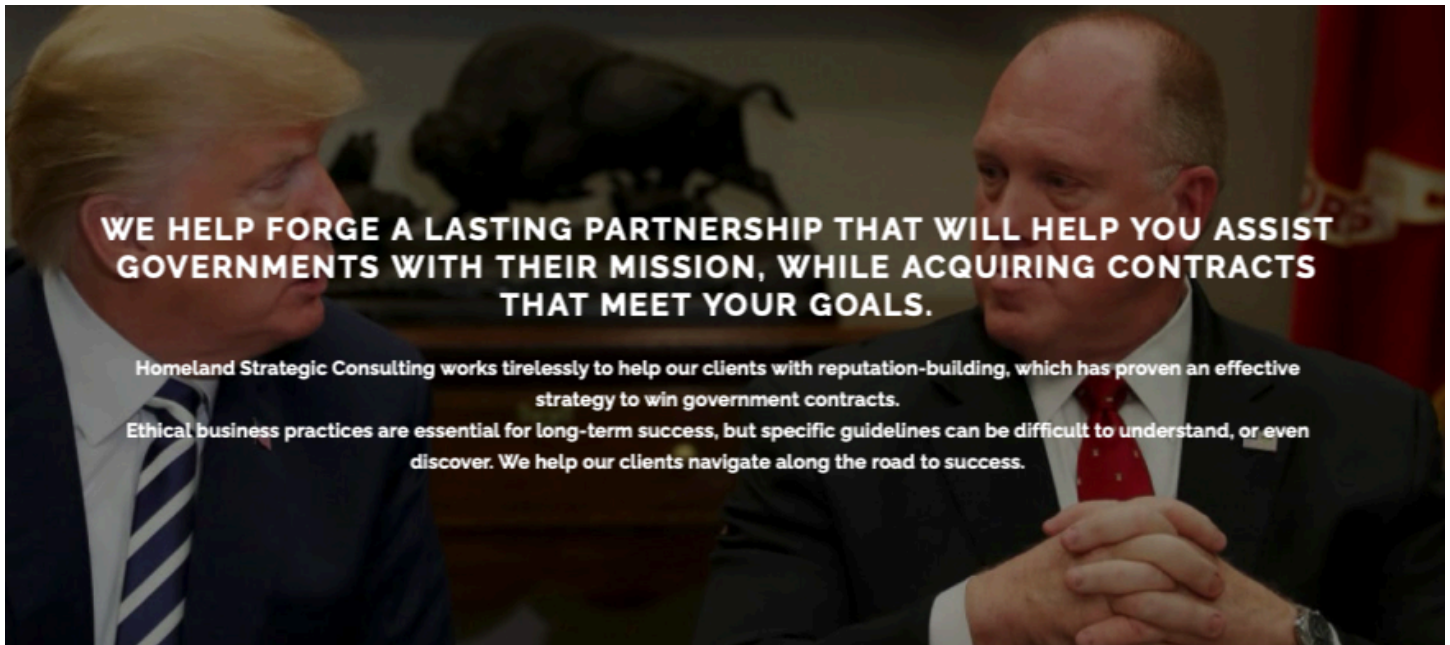 WE HELP FORGE A LASTING PARTNERSHIP THAT WILL HELP YOU ASSIST
GOVERNMENTS WITH THEIR MISSION, WHILE ACQUIRING CONTRACTS
THAT MEET YOUR GOALS.
Homeland Strategic Consulting works tirelessly to help our clients with reputation-building, which has proven an effective
strategy to win government contracts.
Ethical business practices are essential for long-term success, but specific guidelines can be difficult to understand, or even
discover. We help our clients navigate along the road to success.